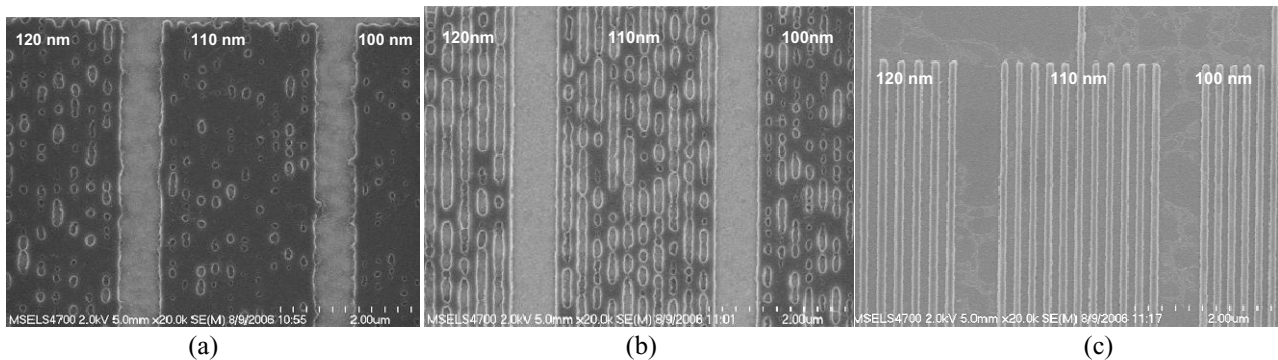 120 nm 110 nm 100 nm
MSELS4700 2.0kV 5.0mm x20.0k SE(M) 8/9/2006 10:55 2.00um
(a)
120nm 110nm 100nm
MSELS4700 2.0kV 5.0mm x20.0k SE(M) 8/9/2006 11:01 2.00um
(b)
120 nm 110 nm 100 nm
MSELS4700 2.0kV 5.0mm x20.0k SE(M) 8/9/2006 11:17 2.00um
(c)